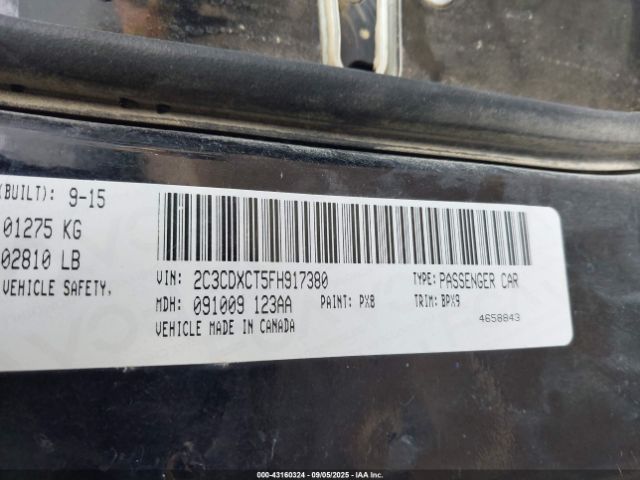 (BUILT): 9-15
01275 KG
02810 LB
VEHICLE SAFETY,
VIN: 2C3CDXCT5FH917380
TYPE: PASSENGER CAR
MDH: 091009 123AA
PAINT: PXB
TRIM: BPX9
VEHICLE MADE IN CANADA
4658843
000-43160324 | 09/05/2025 | IAA Inc.